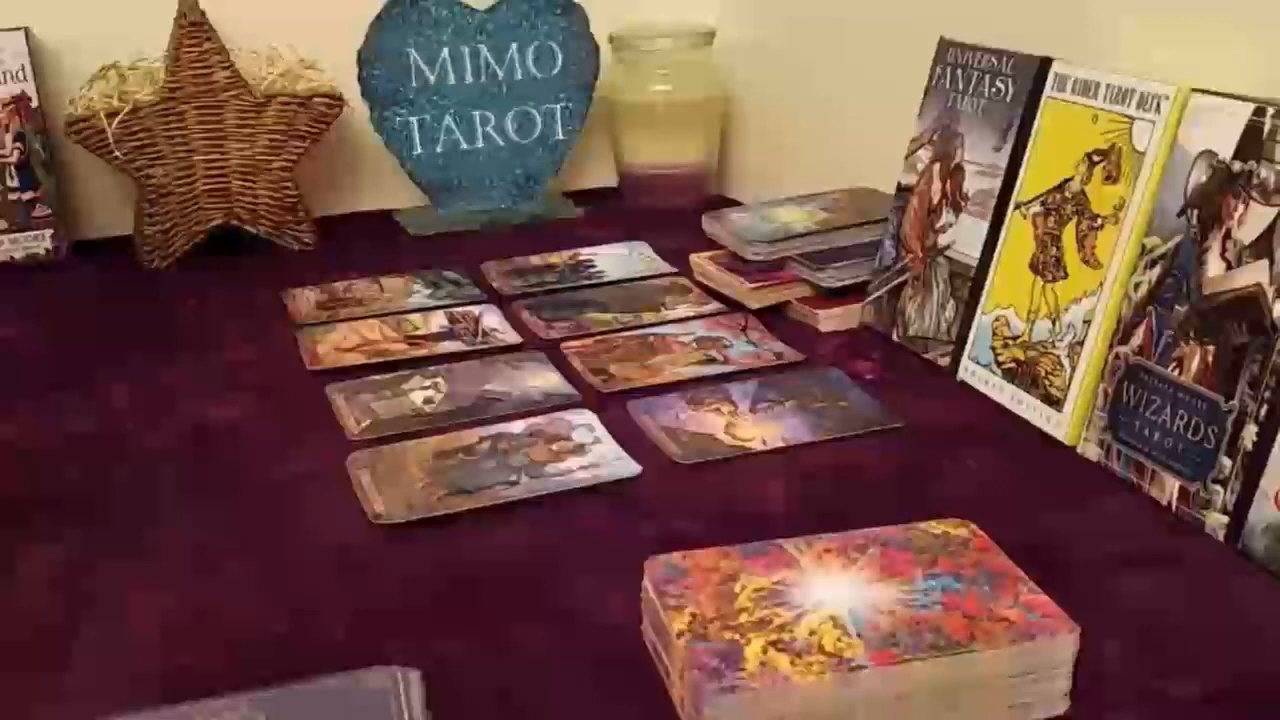 MIMO
TAROT
UNIVERSAL
FANTASY
TAROT
THE RIDER TAROT DECK
WIZARDS
TAROT